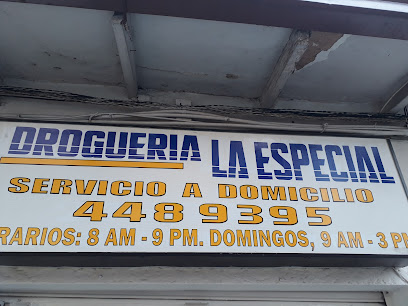 DROGUERIA LA ESPECIAL
SERVICIO A DOMICILIO
448 9395
RARIOS: 8 AM - 9 PM. DOMINGOS, 9 AM - 3 PM